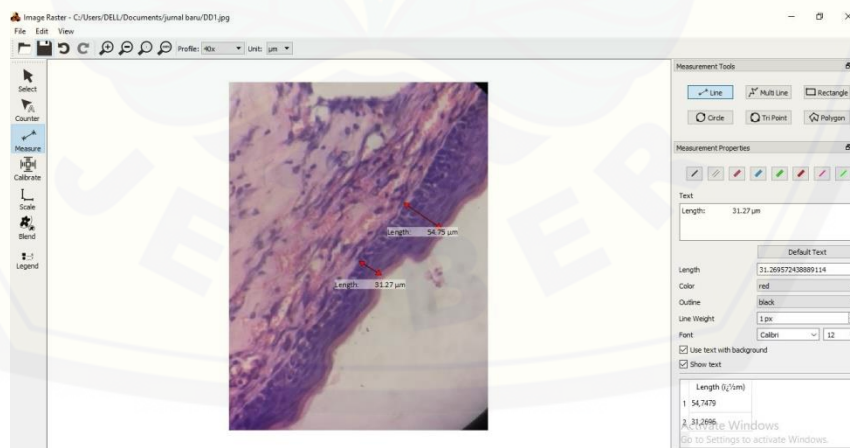 Image Raster - C:/Users/DELL/Documents/jurnal baru/DD1.jpg
File Edit View
Profile: 40x Unit: µm
Select
Counter
Measure
Calibrate
Scale
Blend
Legend
Length: 54.75 µm
Length: 31.27 µm
Measurement Tools
Line Multi Line Rectangle
Circle Tri Point Polygon
Measurement Properties
Text
Length: 31.27 µm
Default Text
Length 31.269572438889114
Color red
Outline black
Line Weight 1 px
Font Calibri 12
Use text with background
Show text
Length (ï¿½m)
1 54,7479
2 31,2696
Activate Windows
Go to Settings to activate Windows.
JEMBER